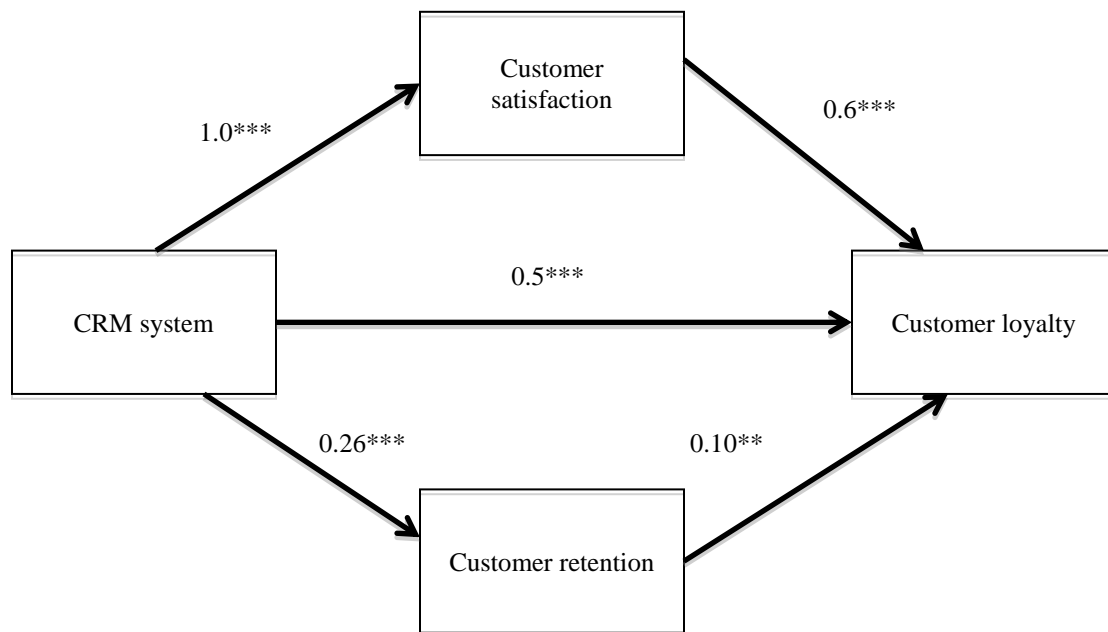 Customer
satisfaction
1.0***
0.6***
0.5***
CRM system
Customer loyalty
0.26***
0.10**
Customer retention